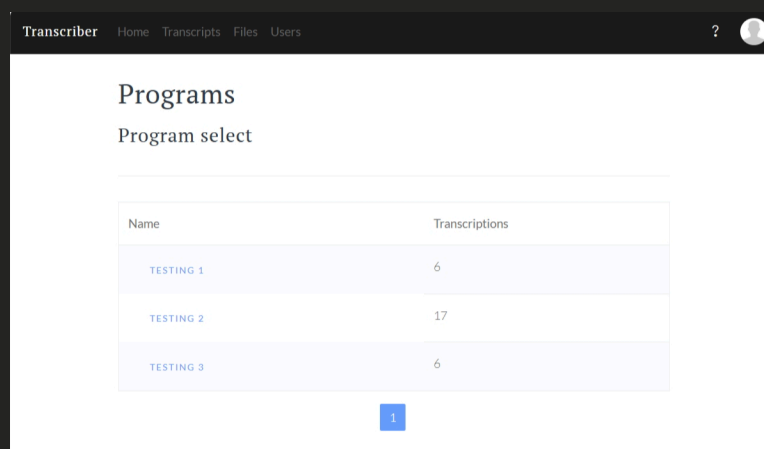 Transcriber Home Transcripts Files Users ?
Programs
Program select
Name Transcriptions
TESTING 1 6
TESTING 2 17
TESTING 3 6
1